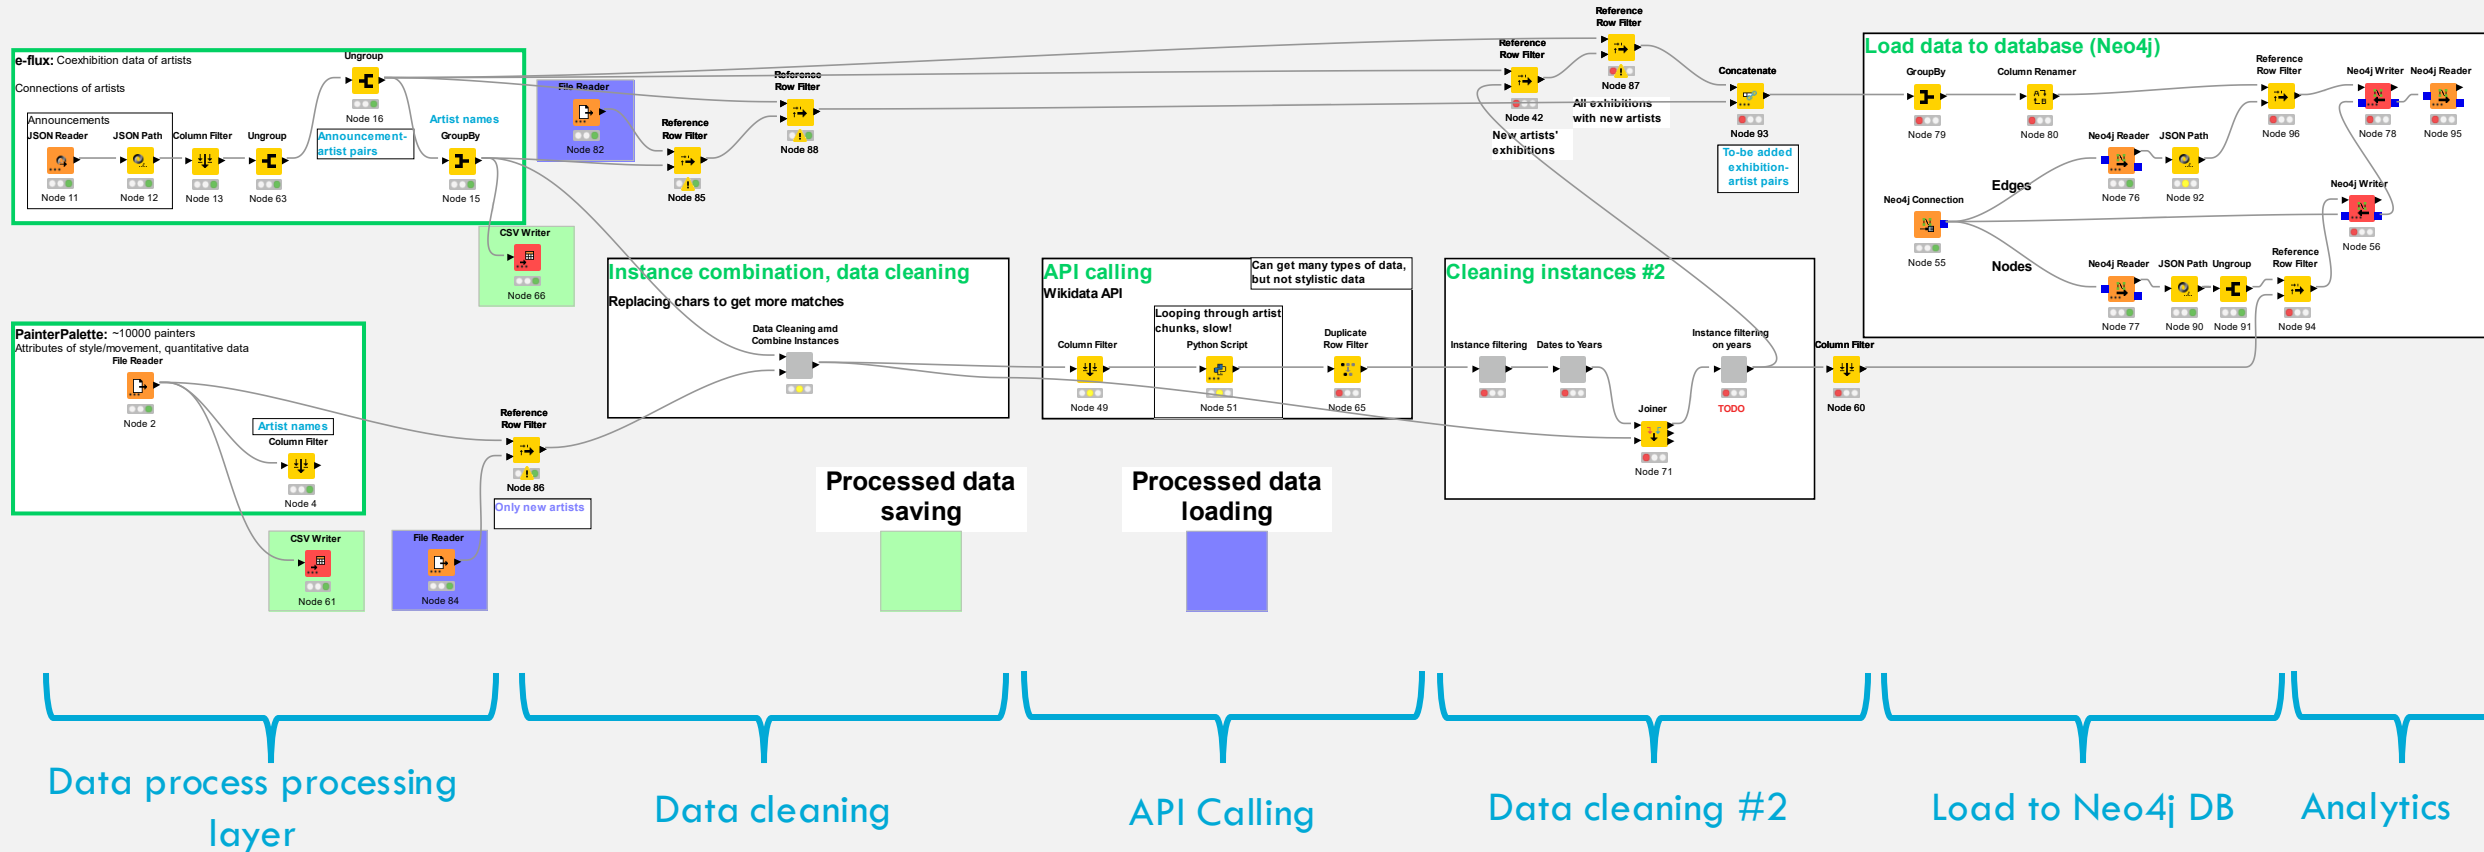 e-flux: Coexhibition data of artists
Connections of artists
Announcements
JSON Reader
Node 11
JSON Path
Node 12
Column Filter
Node 13
Ungroup
Node 63
Ungroup
Node 16
Announcement-
artist pairs
Artist names
GroupBy
Node 15
CSV Writer
Node 66
File Reader
Node 82
Reference
Row Filter
Node 85
Reference
Row Filter
Node 88
PainterPalette: ~10000 painters
Attributes of style/movement, quantitative data
File Reader
Node 2
Artist names
Column Filter
Node 4
CSV Writer
Node 61
File Reader
Node 84
Reference
Row Filter
Node 86
Only new artists
Instance combination, data cleaning
Replacing chars to get more matches
Data Cleaning amd
Combine Instances
Processed data
saving
Processed data
loading
API calling
Wikidata API
Can get many types of data,
but not stylistic data
Looping through artist
chunks, slow!
Column Filter
Node 49
Python Script
Node 51
Duplicate
Row Filter
Node 65
Cleaning instances #2
Instance filtering
Dates to Years
Joiner
Node 71
Instance filtering
on years
TODO
Column Filter
Node 60
Reference
Row Filter
Node 42
New artists'
exhibitions
Reference
Row Filter
Node 87
All exhibitions
with new artists
Concatenate
Node 93
To-be added
exhibition-
artist pairs
Load data to database (Neo4j)
GroupBy
Node 79
Column Renamer
Node 80
Reference
Row Filter
Node 96
Neo4j Writer
Node 78
Neo4j Reader
Node 95
Neo4j Reader
Node 76
JSON Path
Node 92
Edges
Neo4j Connection
Node 55
Nodes
Neo4j Writer
Node 56
Neo4j Reader
Node 77
JSON Path
Node 90
Ungroup
Node 91
Reference
Row Filter
Node 94
Data process processing
layer
Data cleaning
API Calling
Data cleaning #2
Load to Neo4j DB
Analytics